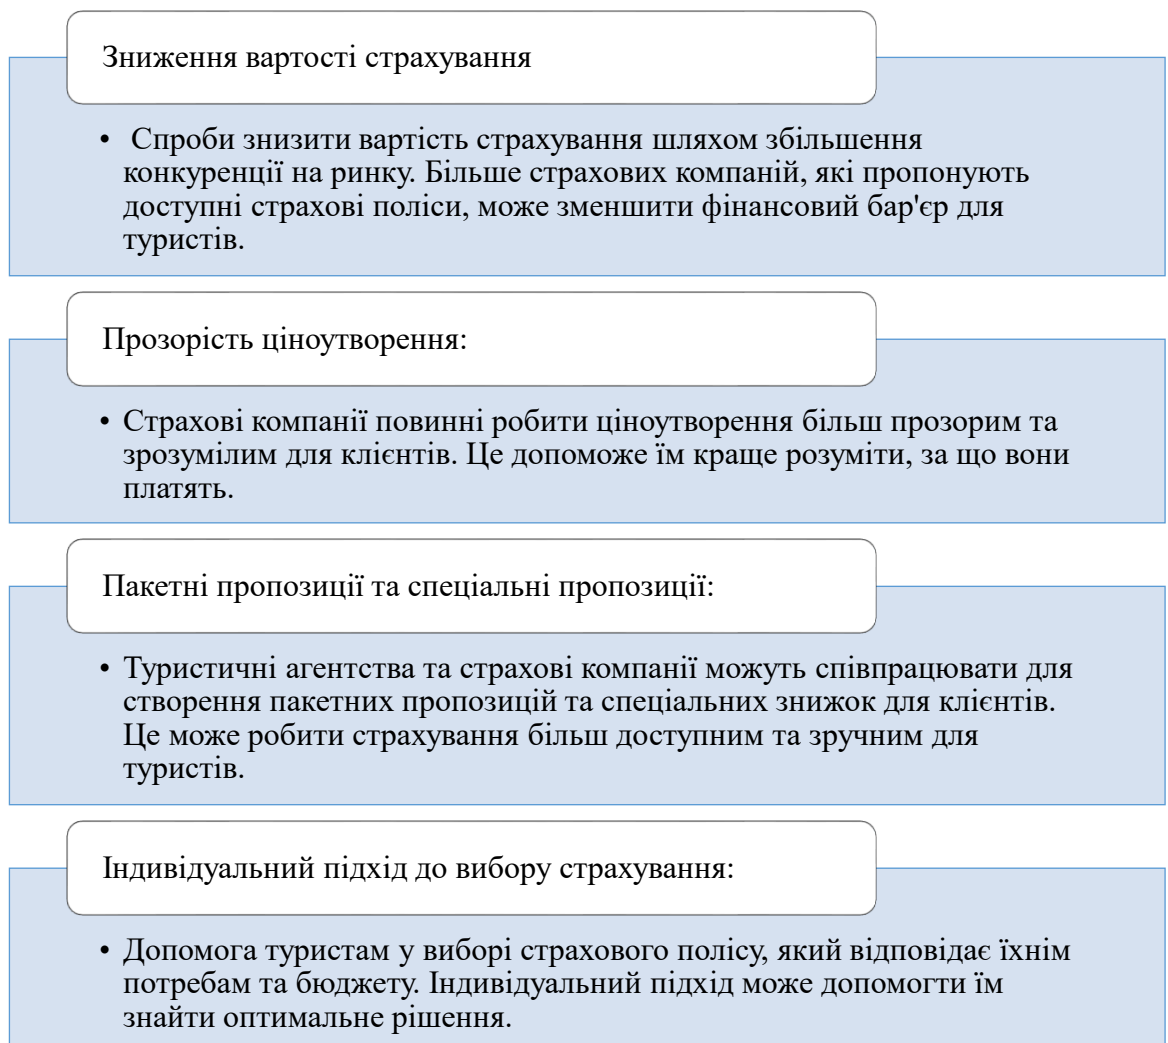 Зниження вартості страхування
• Спроби знизити вартість страхування шляхом збільшення
конкуренції на ринку. Більше страхових компаній, які пропонують
доступні страхові поліси, може зменшити фінансовий бар'єр для
туристів.
Прозорість ціноутворення:
• Страхові компанії повинні робити ціноутворення більш прозорим та
зрозумілим для клієнтів. Це допоможе їм краще розуміти, за що вони
платять.
Пакетні пропозиції та спеціальні пропозиції:
• Туристичні агентства та страхові компанії можуть співпрацювати для
створення пакетних пропозицій та спеціальних знижок для клієнтів.
Це може робити страхування більш доступним та зручним для
туристів.
Індивідуальний підхід до вибору страхування:
• Допомога туристам у виборі страхового полісу, який відповідає їхнім
потребам та бюджету. Індивідуальний підхід може допомогти їм
знайти оптимальне рішення.